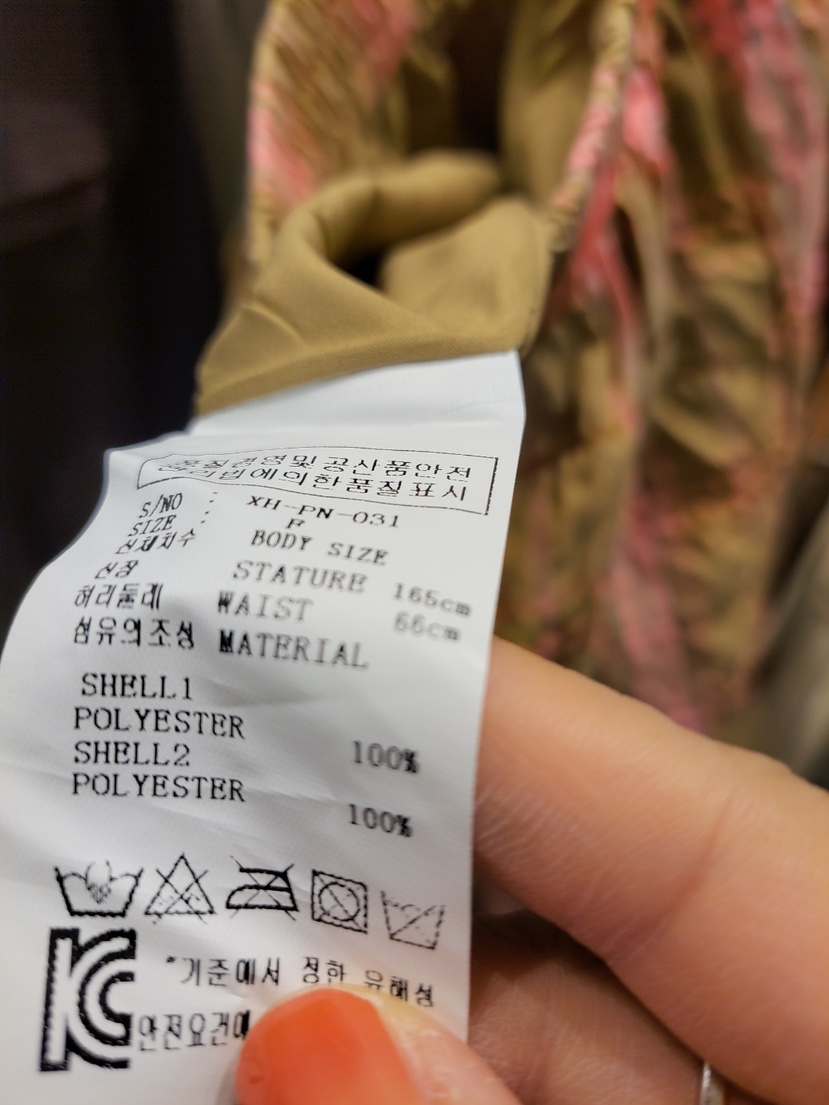 품질경영및 공산품안전
관리법에의한품질표시
S/NO : XH-PN-031
SIZE : F
신체치수 BODY SIZE
신장 STATURE 165cm
허리둘레 WAIST 66cm
섬유의조성 MATERIAL
SHELL1
POLYESTER 100%
SHELL2
POLYESTER 100%
KC
"기준에서 정한 유해성
안전요건에